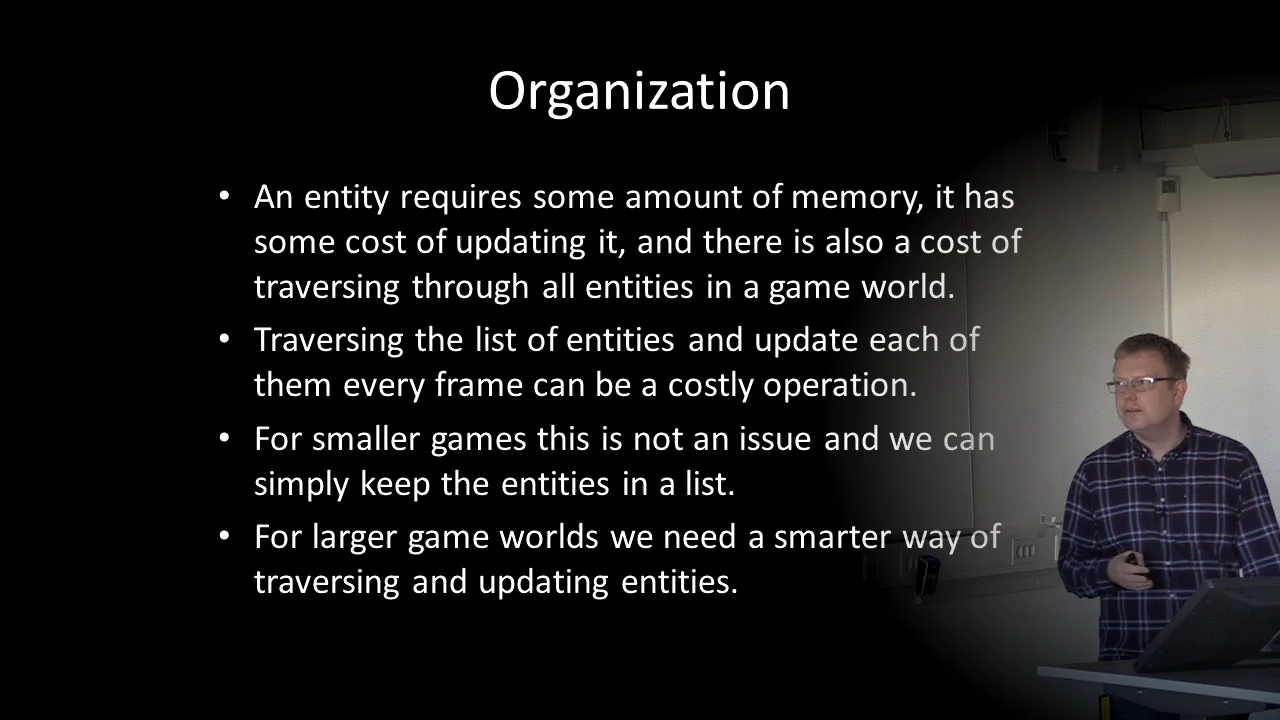 Organization
• An entity requires some amount of memory, it has
some cost of updating it, and there is also a cost of
traversing through all entities in a game world.
• Traversing the list of entities and update each of
them every frame can be a costly operation.
• For smaller games this is not an issue and we can
simply keep the entities in a list.
• For larger game worlds we need a smarter way of
traversing and updating entities.